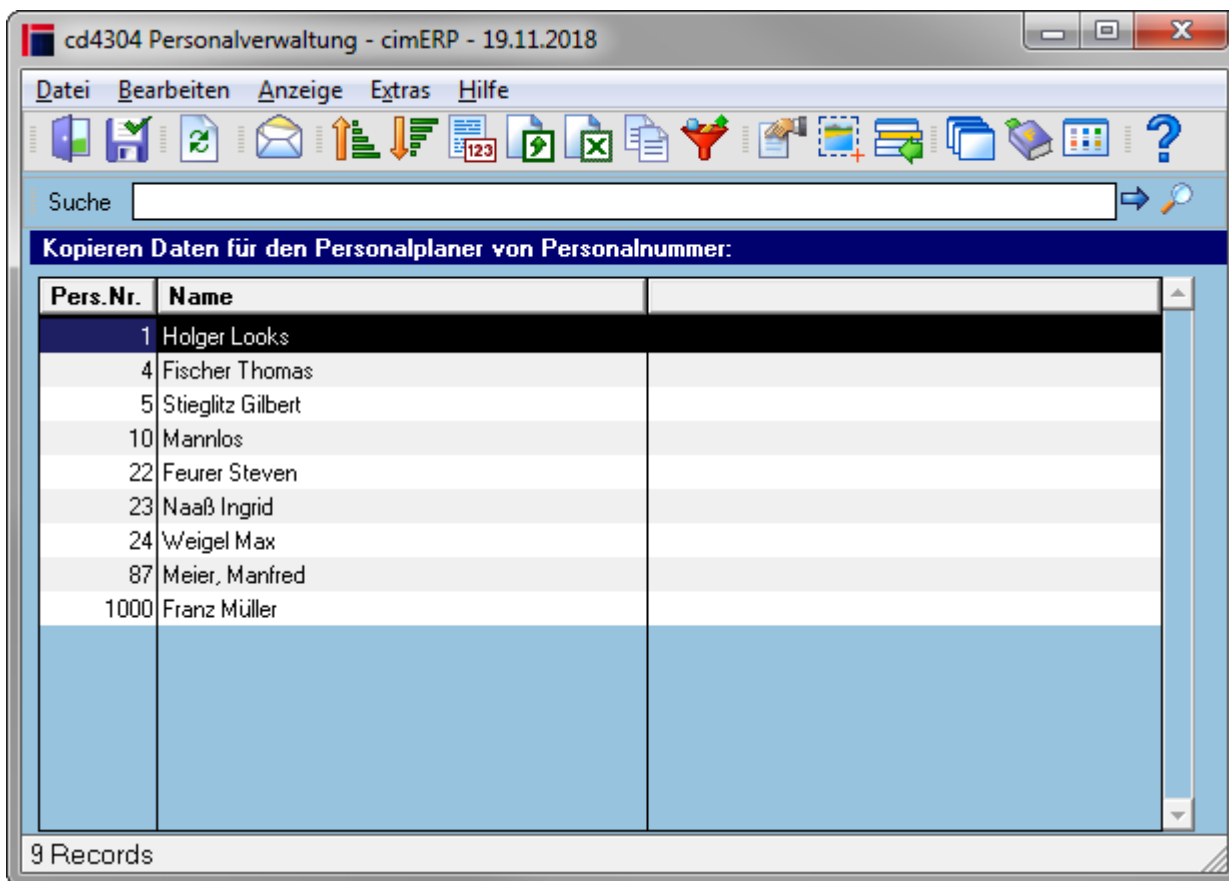 cd4304 Personalverwaltung - cimERP - 19.11.2018
Datei Bearbeiten Anzeige Extras Hilfe
123
Suche
Kopieren Daten für den Personalplaner von Personalnummer:
Pers.Nr. Name
1 Holger Looks
4 Fischer Thomas
5 Stieglitz Gilbert
10 Mannlos
22 Feurer Steven
23 Naaß Ingrid
24 Weigel Max
87 Meier, Manfred
1000 Franz Müller
9 Records